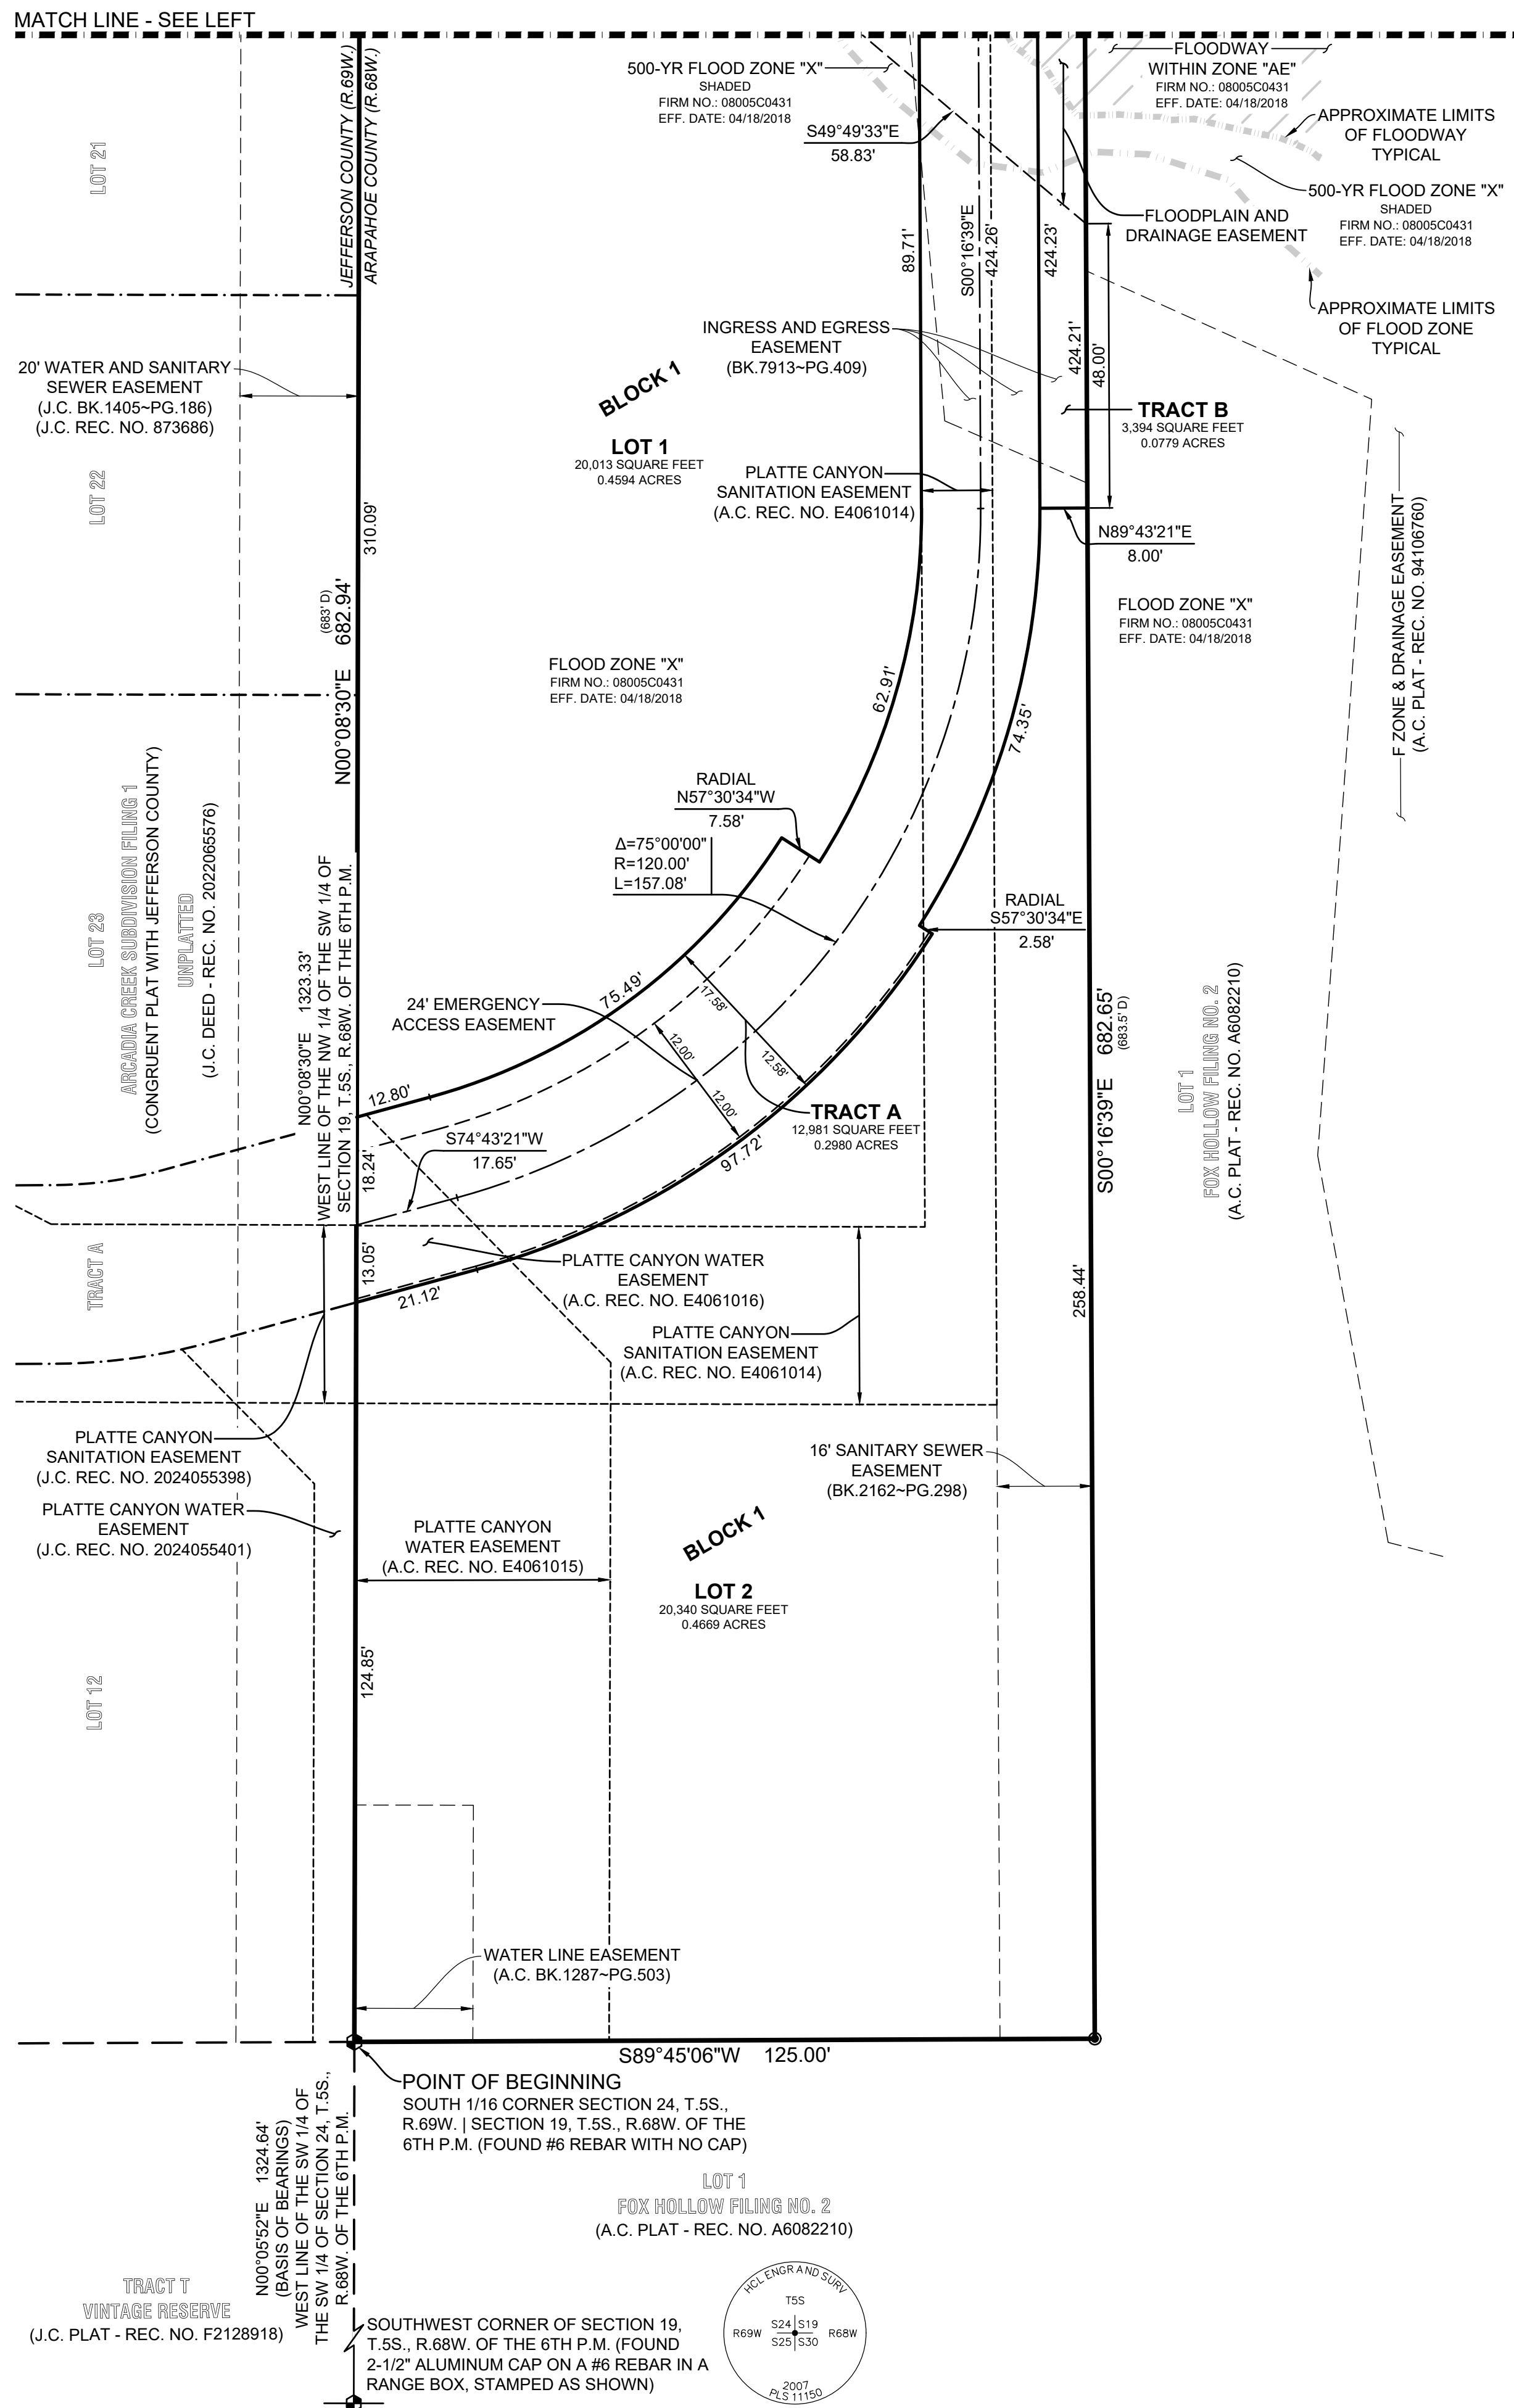 MATCH LINE - SEE LEFT
JEFFERSON COUNTY (R.69W.)
ARAPAHOE COUNTY (R.68W.)
500-YR FLOOD ZONE "X"
SHADED
FIRM NO.: 08005C0431
EFF. DATE: 04/18/2018
S49°49'33"E
58.83'
FLOODWAY
WITHIN ZONE "AE"
FIRM NO.: 08005C0431
EFF. DATE: 04/18/2018
APPROXIMATE LIMITS
OF FLOODWAY
TYPICAL
500-YR FLOOD ZONE "X"
SHADED
FIRM NO.: 08005C0431
EFF. DATE: 04/18/2018
FLOODPLAIN AND
DRAINAGE EASEMENT
APPROXIMATE LIMITS
OF FLOOD ZONE
TYPICAL
LOT 21
89.71'
S00°16'39"E
424.26'
424.23'
424.21'
48.00'
20' WATER AND SANITARY
SEWER EASEMENT
(J.C. BK.1405~PG.186)
(J.C. REC. NO. 873686)
INGRESS AND EGRESS
EASEMENT
(BK.7913~PG.409)
BLOCK 1
LOT 1
20,013 SQUARE FEET
0.4594 ACRES
TRACT B
3,394 SQUARE FEET
0.0779 ACRES
PLATTE CANYON
SANITATION EASEMENT
(A.C. REC. NO. E4061014)
LOT 22
310.09'
N89°43'21"E
8.00'
F ZONE & DRAINAGE EASEMENT
(A.C. PLAT - REC. NO. 94106760)
FLOOD ZONE "X"
FIRM NO.: 08005C0431
EFF. DATE: 04/18/2018
N00°08'30"E 682.94'
(683' D)
FLOOD ZONE "X"
FIRM NO.: 08005C0431
EFF. DATE: 04/18/2018
62.91'
74.35'
RADIAL
N57°30'34"W
7.58'
Δ=75°00'00"
R=120.00'
L=157.08'
RADIAL
S57°30'34"E
2.58'
LOT 23
ARCADIA CREEK SUBDIVISION FILING 1
(CONGRUENT PLAT WITH JEFFERSON COUNTY)
UNPLATTED
(J.C. DEED - REC. NO. 2022065576)
N00°08'30"E 1323.33'
WEST LINE OF THE NW 1/4 OF THE SW 1/4 OF
SECTION 19, T.5S., R.68W. OF THE 6TH P.M.
24' EMERGENCY
ACCESS EASEMENT
75.49'
17.58'
12.58'
12.00'
12.00'
TRACT A
12,981 SQUARE FEET
0.2980 ACRES
97.72'
12.80'
S74°43'21"W
17.65'
18.24'
13.05'
21.12'
S00°16'39"E 682.65'
(683.5' D)
LOT 1
FOX HOLLOW FILING NO. 2
(A.C. PLAT - REC. NO. A6082210)
258.44'
TRACT A
PLATTE CANYON WATER
EASEMENT
(A.C. REC. NO. E4061016)
PLATTE CANYON
SANITATION EASEMENT
(A.C. REC. NO. E4061014)
PLATTE CANYON
SANITATION EASEMENT
(J.C. REC. NO. 2024055398)
PLATTE CANYON WATER
EASEMENT
(J.C. REC. NO. 2024055401)
16' SANITARY SEWER
EASEMENT
(BK.2162~PG.298)
PLATTE CANYON
WATER EASEMENT
(A.C. REC. NO. E4061015)
BLOCK 1
LOT 2
20,340 SQUARE FEET
0.4669 ACRES
LOT 12
124.85'
WATER LINE EASEMENT
(A.C. BK.1287~PG.503)
S89°45'06"W 125.00'
POINT OF BEGINNING
SOUTH 1/16 CORNER SECTION 24, T.5S.,
R.69W. | SECTION 19, T.5S., R.68W. OF THE
6TH P.M. (FOUND #6 REBAR WITH NO CAP)
N00°05'52"E 1324.64'
(BASIS OF BEARINGS)
WEST LINE OF THE SW 1/4 OF
THE SW 1/4 OF SECTION 24, T.5S.,
R.68W. OF THE 6TH P.M.
LOT 1
FOX HOLLOW FILING NO. 2
(A.C. PLAT - REC. NO. A6082210)
TRACT T
VINTAGE RESERVE
(J.C. PLAT - REC. NO. F2128918)
SOUTHWEST CORNER OF SECTION 19,
T.5S., R.68W. OF THE 6TH P.M. (FOUND
2-1/2" ALUMINUM CAP ON A #6 REBAR IN A
RANGE BOX, STAMPED AS SHOWN)
HCL ENGR AND SURV
T5S
R69W S24 S19 R68W
S25 S30
2007
PLS 11150